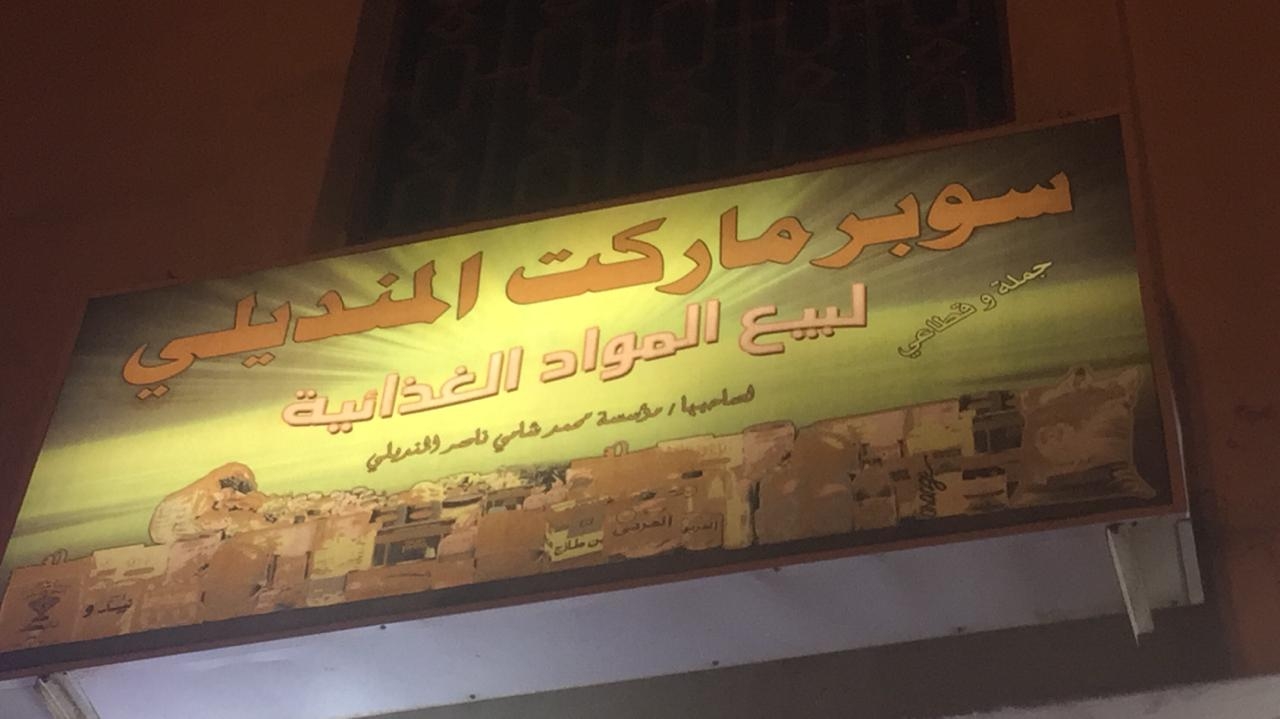 سوبر ماركت المنديلي
جملة و قطاعي
لبيع المواد الغذائية
لصاحبها / مؤسسة محمد شامي ناصر المنديلي